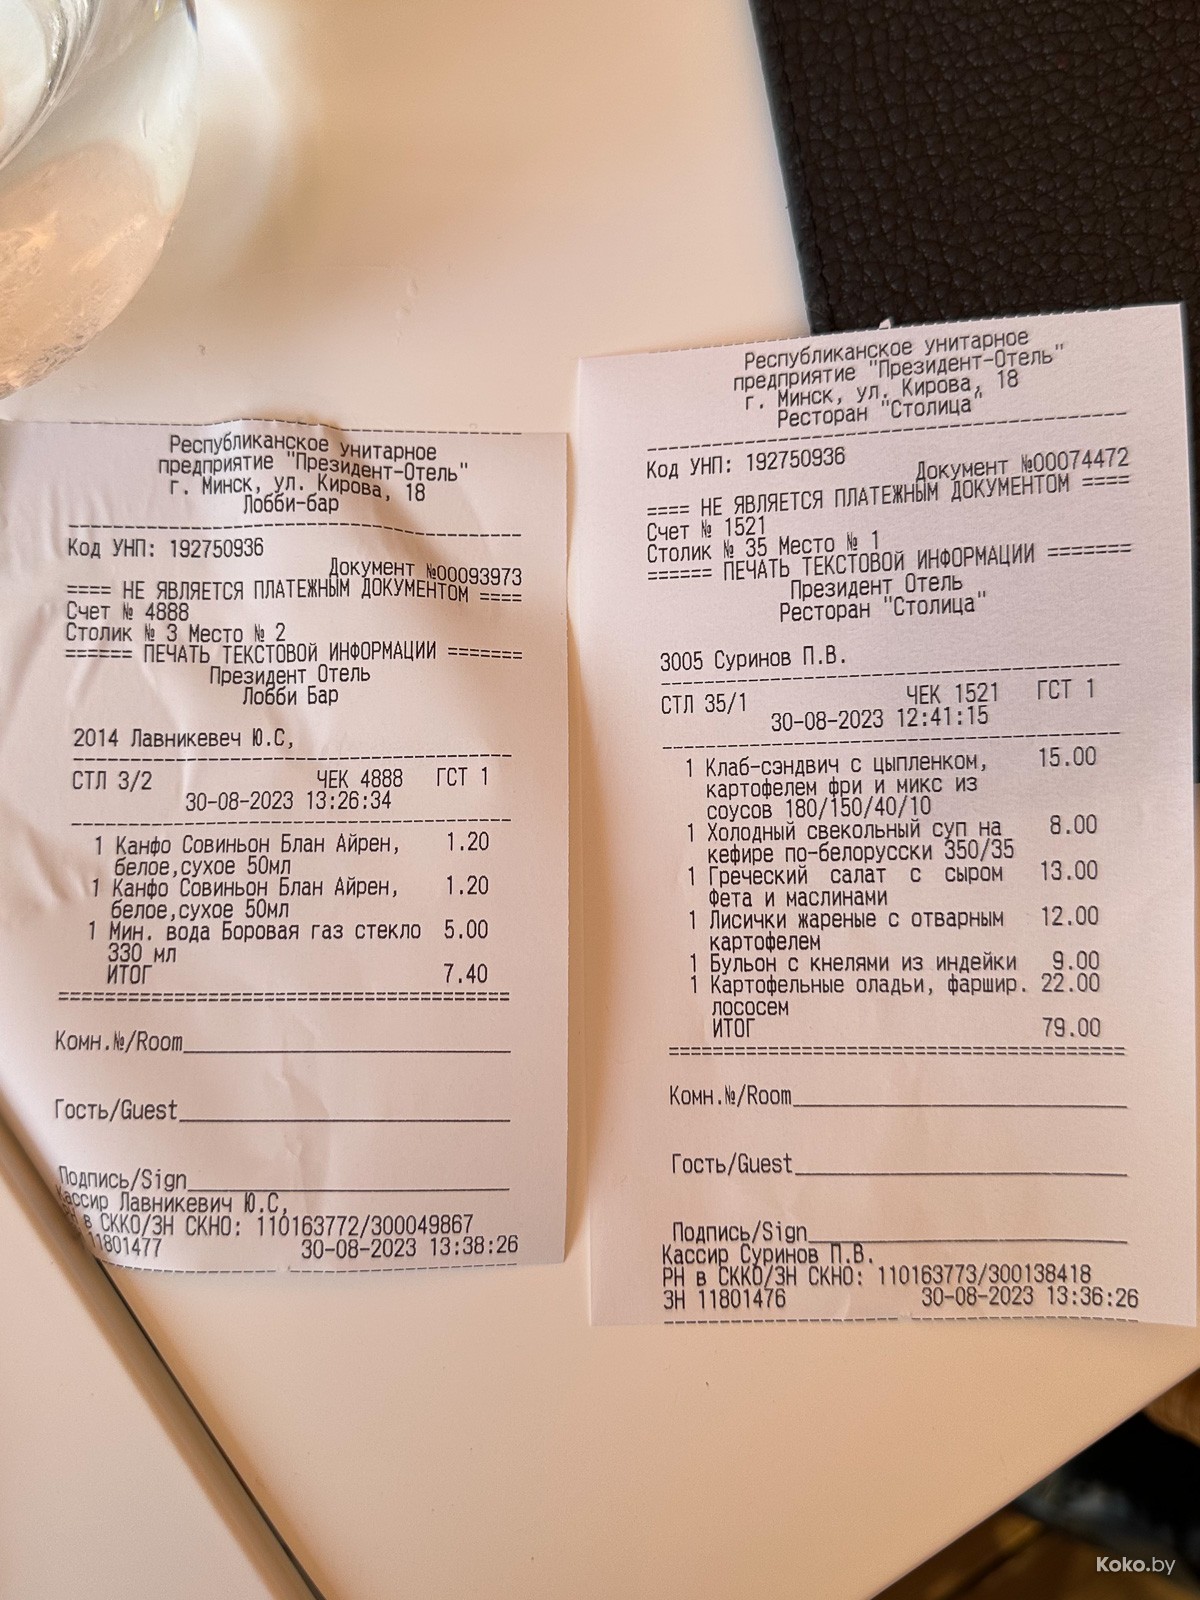 Республиканское унитарное
предприятие "Президент-Отель"
г. Минск, ул. Кирова, 18
Лобби-бар
Код УНП: 192750936
Документ №00093973
==== НЕ ЯВЛЯЕТСЯ ПЛАТЕЖНЫМ ДОКУМЕНТОМ ====
Счет № 4888
Столик № 3 Место № 2
====== ПЕЧАТЬ ТЕКСТОВОЙ ИНФОРМАЦИИ =======
Президент Отель
Лобби Бар
2014 Лавникевеч Ю.С,
СТЛ 3/2 ЧЕК 4888 ГСТ 1
30-08-2023 13:26:34
1 Канфо Совиньон Блан Айрен, 1.20
белое,сухое 50мл
1 Канфо Совиньон Блан Айрен, 1.20
белое,сухое 50мл
1 Мин. вода Боровая газ стекло 5.00
330 мл
ИТОГ 7.40
Комн.№/Room
Гость/Guest
Подпись/Sign
Кассир Лавникевич Ю.С,
в СККО/ЗН СКНО: 110163772/300049867
11801477 30-08-2023 13:38:26
Республиканское унитарное
предприятие "Президент-Отель"
г. Минск, ул. Кирова, 18
Ресторан "Столица"
Код УНП: 192750936
Документ №00074472
==== НЕ ЯВЛЯЕТСЯ ПЛАТЕЖНЫМ ДОКУМЕНТОМ ====
Счет № 1521
Столик № 35 Место № 1
====== ПЕЧАТЬ ТЕКСТОВОЙ ИНФОРМАЦИИ =======
Президент Отель
Ресторан "Столица"
3005 Суринов П.В.
СТЛ 35/1 ЧЕК 1521 ГСТ 1
30-08-2023 12:41:15
1 Клаб-сэндвич с цыпленком, 15.00
картофелем фри и микс из
соусов 180/150/40/10
1 Холодный свекольный суп на 8.00
кефире по-белорусски 350/35
1 Греческий салат с сыром 13.00
Фета и маслинами
1 Лисички жареные с отварным 12.00
картофелем
1 Бульон с кнелями из индейки 9.00
1 Картофельные оладьи, фаршир. 22.00
лососем
ИТОГ 79.00
Комн.№/Room
Гость/Guest
Подпись/Sign
Кассир Суринов П.В.
РН в СККО/ЗН СКНО: 110163773/300138418
ЗН 11801476 30-08-2023 13:36:26
Koko.by